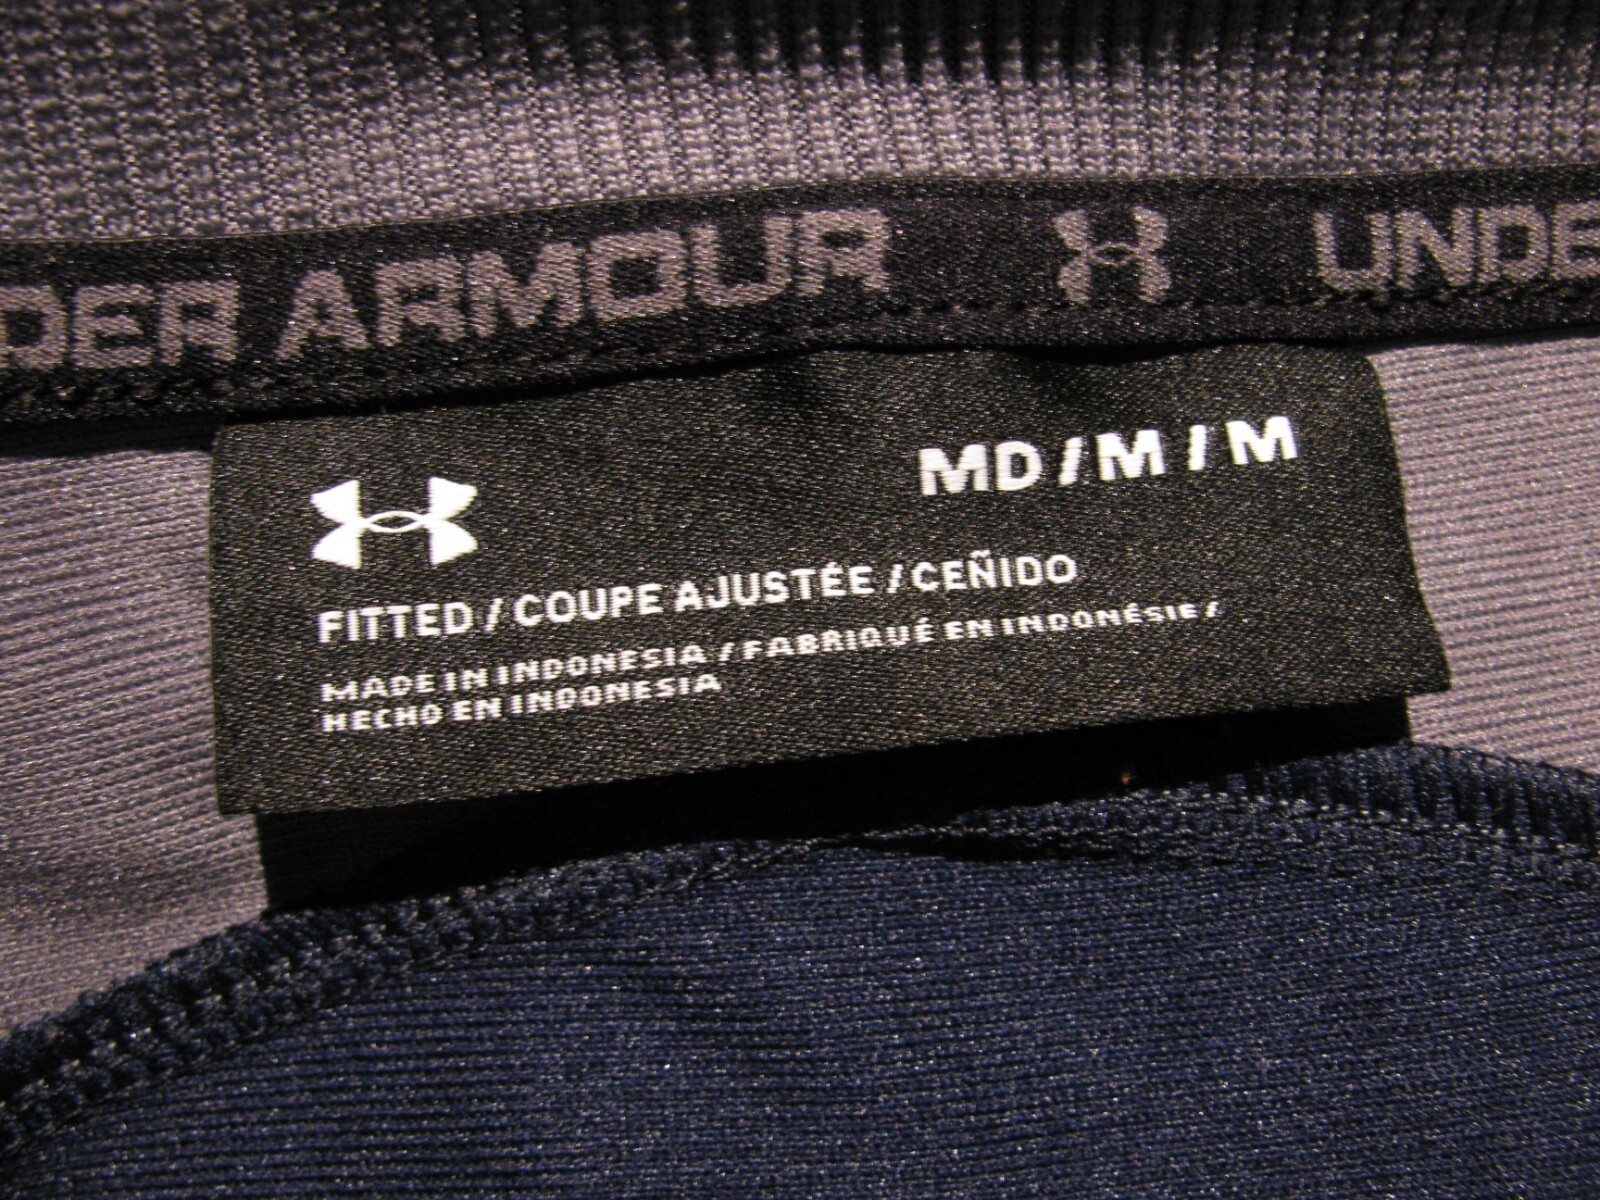 DER ARMOUR UNDE
MD / M / M
FITTED / COUPE AJUSTÉE / CEÑIDO
MADE IN INDONESIA / FABRIQUÉ EN INDONÉSIE /
HECHO EN INDONESIA